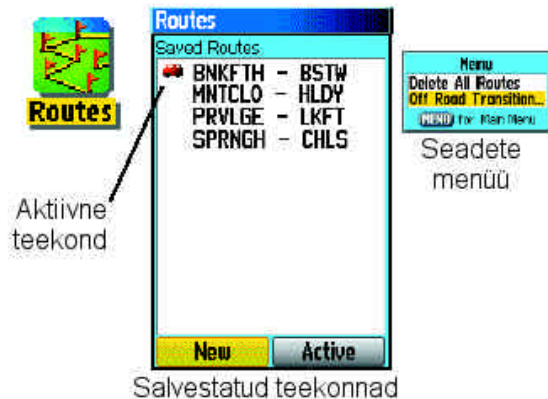 Routes
Saved Routes
BNKFTH - BSTW
MNTCLO - HLDY
PRVLGE - LKFT
SPRNGH - CHLS
New
Active
Salvestatud teekonnad
Routes
Aktiivne
teekond
Menu
Delete All Routes
Off Road Transition...
MENU for Main Menu
Seadete
menüü